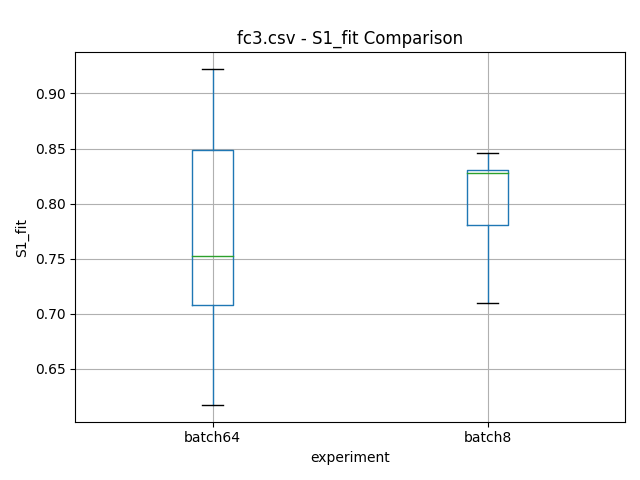 fc3.csv - S1_fit Comparison
0.90
0.85
0.80
0.75
0.70
0.65
S1_fit
batch64
batch8
experiment